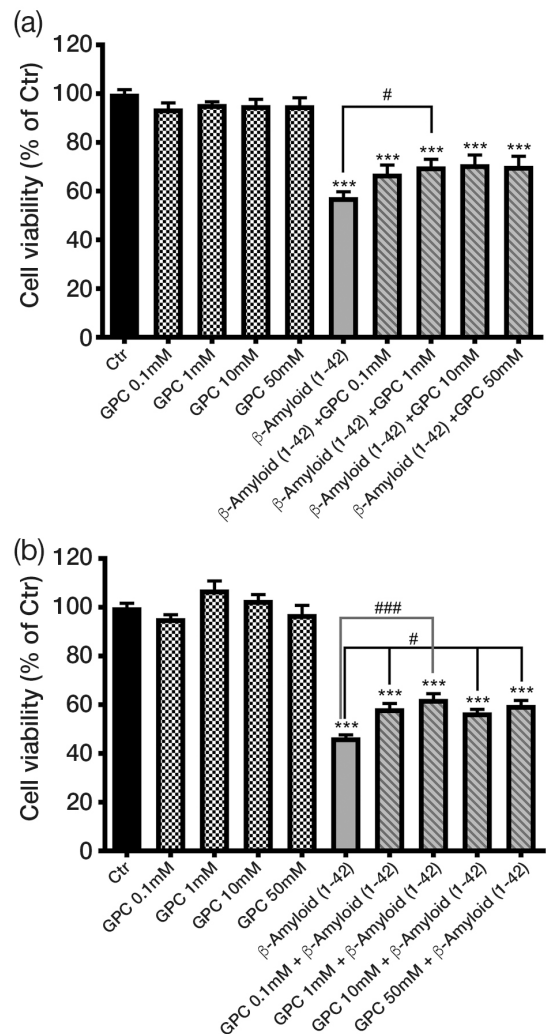 (a)
Cell viability (% of Ctr)
120
100
80
60
40
20
0
#
***
***
***
***
***
Ctr
GPC 0.1mM
GPC 1mM
GPC 10mM
GPC 50mM
β-Amyloid (1-42)
β-Amyloid (1-42) +GPC 0.1mM
β-Amyloid (1-42) +GPC 1mM
β-Amyloid (1-42) +GPC 10mM
β-Amyloid (1-42) +GPC 50mM
(b)
Cell viability (% of Ctr)
120
100
80
60
40
20
0
###
#
***
***
***
***
***
Ctr
GPC 0.1mM
GPC 1mM
GPC 10mM
GPC 50mM
β-Amyloid (1-42)
GPC 0.1mM + β-Amyloid (1-42)
GPC 1mM + β-Amyloid (1-42)
GPC 10mM + β-Amyloid (1-42)
GPC 50mM + β-Amyloid (1-42)